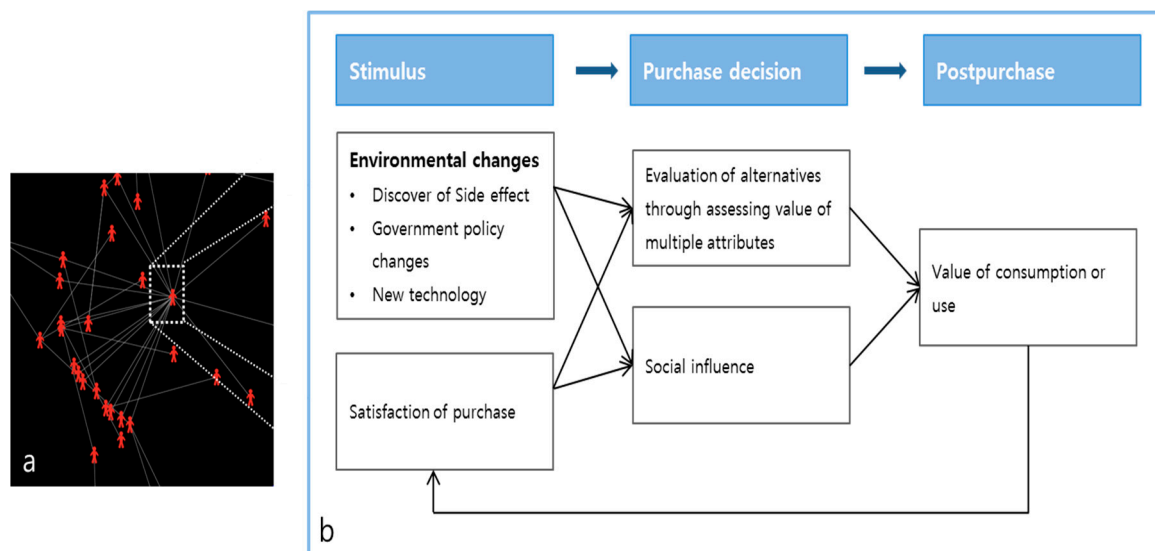 a
Stimulus
Purchase decision
Postpurchase
Environmental changes
• Discover of Side effect
• Government policy
changes
• New technology
Satisfaction of purchase
Evaluation of alternatives
through assessing value of
multiple attributes
Social influence
Value of consumption or
use
b